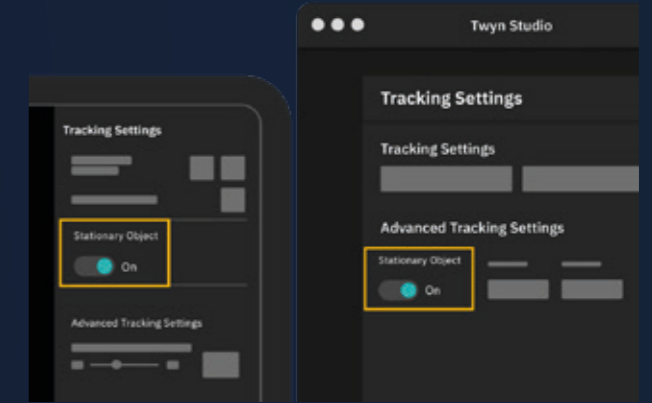 Tracking Settings
Stationary Object
On
Advanced Tracking Settings
Twyn Studio
Tracking Settings
Tracking Settings
Advanced Tracking Settings
Stationary Object
On